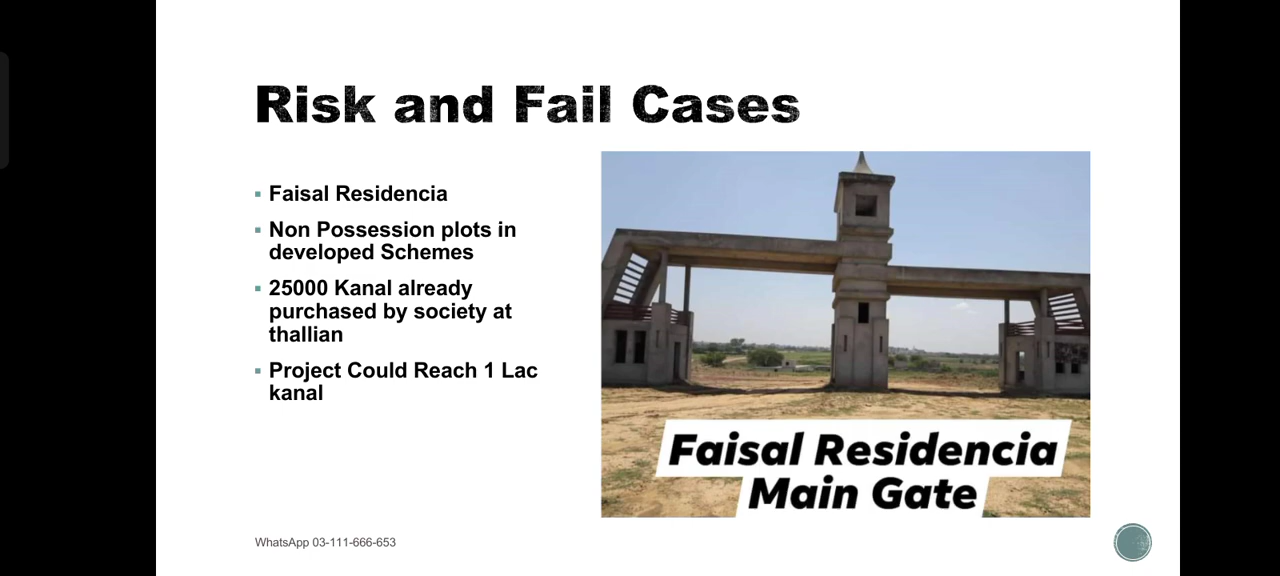 Risk and Fail Cases
Faisal Residencia
Non Possession plots in
developed Schemes
25000 Kanal already
purchased by society at
thallian
Project Could Reach 1 Lac
kanal
Faisal Residencia
Main Gate
WhatsApp 03-111-666-653